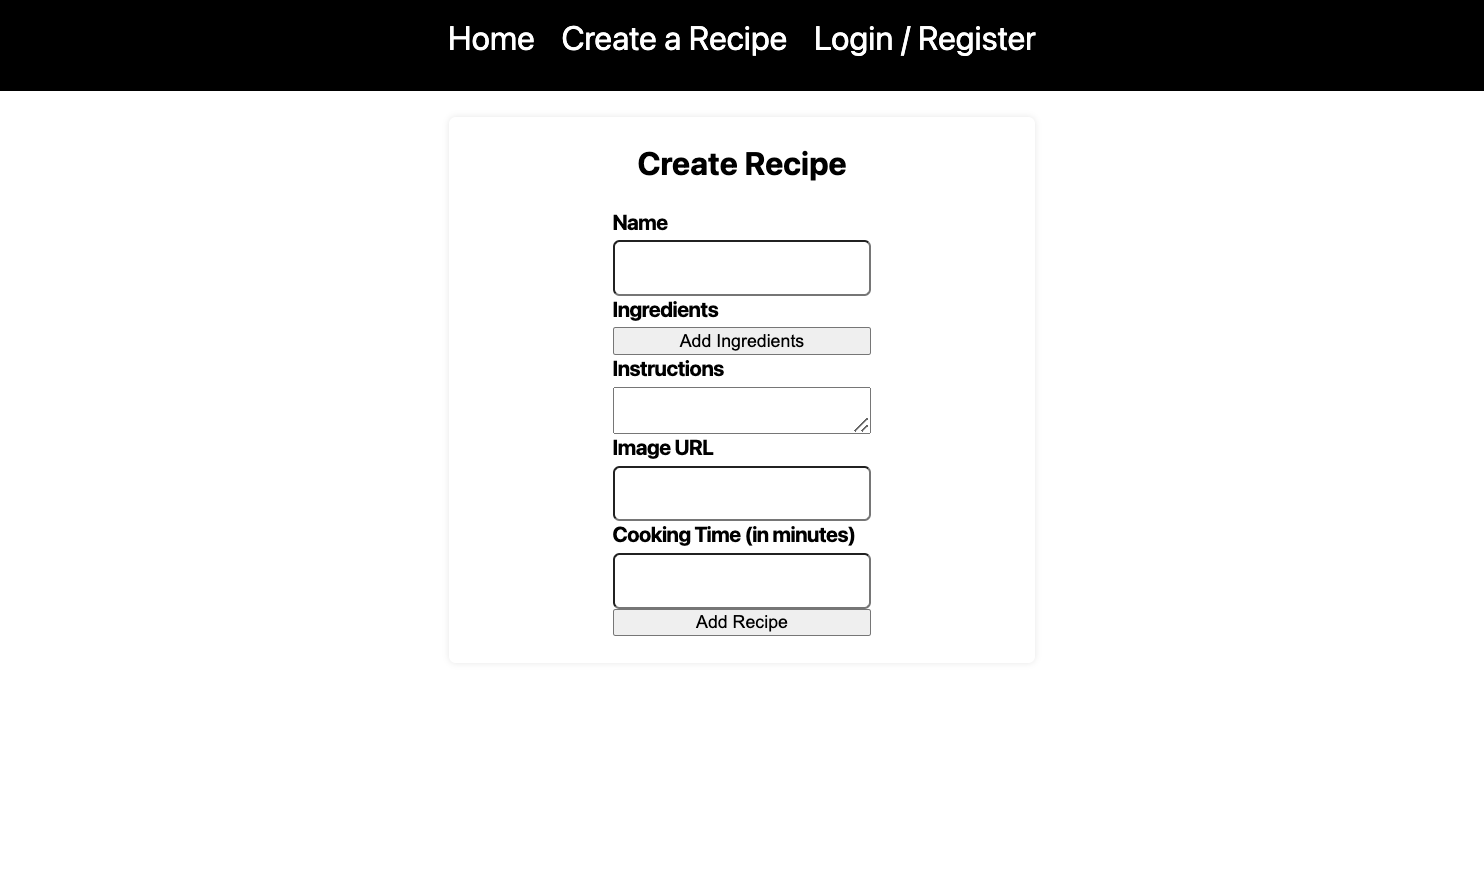 Home Create a Recipe Login / Register
Create Recipe
Name
Ingredients
Add Ingredients
Instructions
Image URL
Cooking Time (in minutes)
Add Recipe